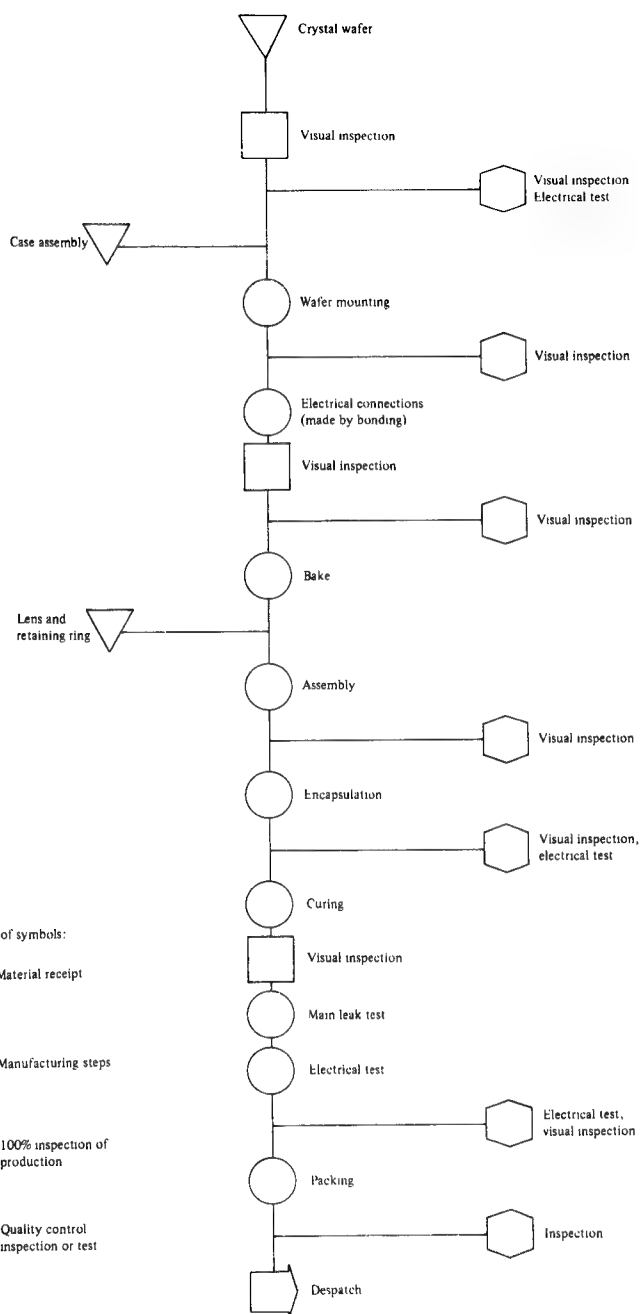 Crystal wafer
Visual inspection
Visual inspection
Electrical test
Case assembly
Wafer mounting
Visual inspection
Electrical connections
(made by bonding)
Visual inspection
Visual inspection
Bake
Lens and
retaining ring
Assembly
Visual inspection
Encapsulation
Visual inspection,
electrical test
Curing
of symbols:
Visual inspection
Material receipt
Main leak test
Manufacturing steps
Electrical test
Electrical test,
visual inspection
100% inspection of
production
Packing
Quality control
inspection or test
Inspection
Despatch